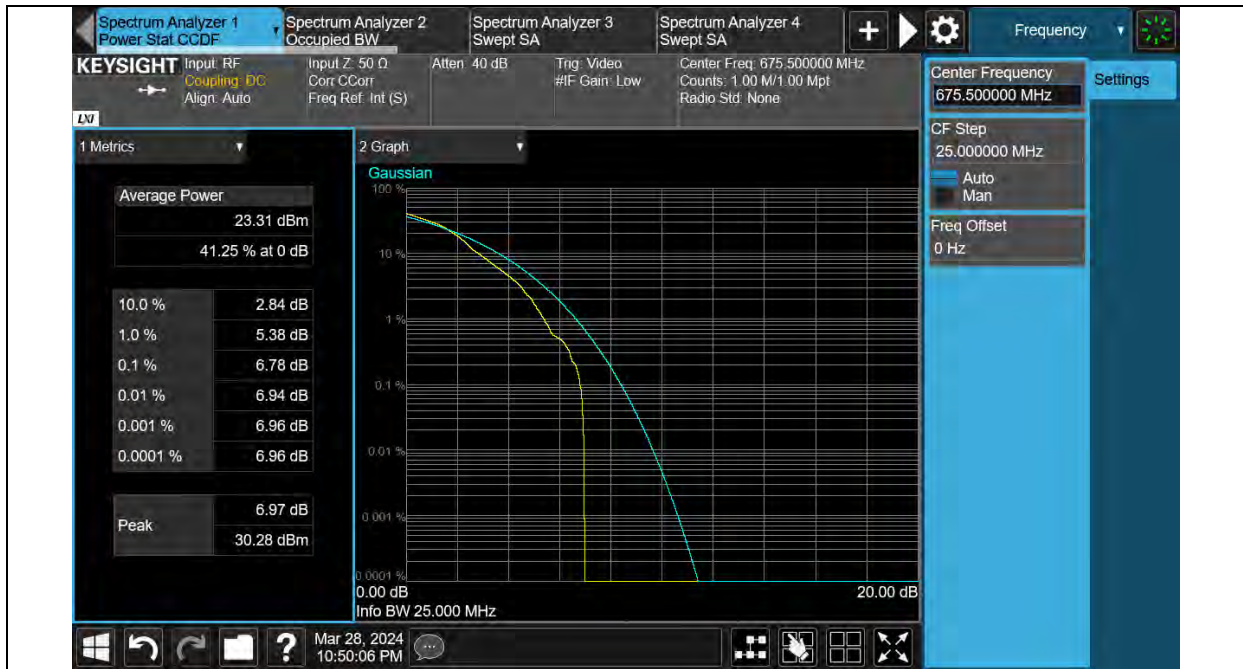 Spectrum Analyzer 1
Power Stat CCDF
Spectrum Analyzer 2
Occupied BW
Spectrum Analyzer 3
Swept SA
Spectrum Analyzer 4
Swept SA
+
Frequency
KEYSIGHT
LXI
Input: RF
Coupling: DC
Align: Auto
Input Z: 50 Ω
Corr CCorr
Freq Ref: Int (S)
Atten: 40 dB
Trig: Video
#IF Gain: Low
Center Freq: 675.500000 MHz
Counts: 1.00 M/1.00 Mpt
Radio Std: None
Center Frequency
675.500000 MHz
Settings
CF Step
25.000000 MHz
Auto
Man
Freq Offset
0 Hz
1 Metrics
Average Power
23.31 dBm
41.25 % at 0 dB
10.0 % 2.84 dB
1.0 % 5.38 dB
0.1 % 6.78 dB
0.01 % 6.94 dB
0.001 % 6.96 dB
0.0001 % 6.96 dB
Peak
6.97 dB
30.28 dBm
2 Graph
Gaussian
100 %
10 %
1 %
0.1 %
0.01 %
0.001 %
0.0001 %
0.00 dB
20.00 dB
Info BW 25.000 MHz
?
Mar 28, 2024
10:50:06 PM